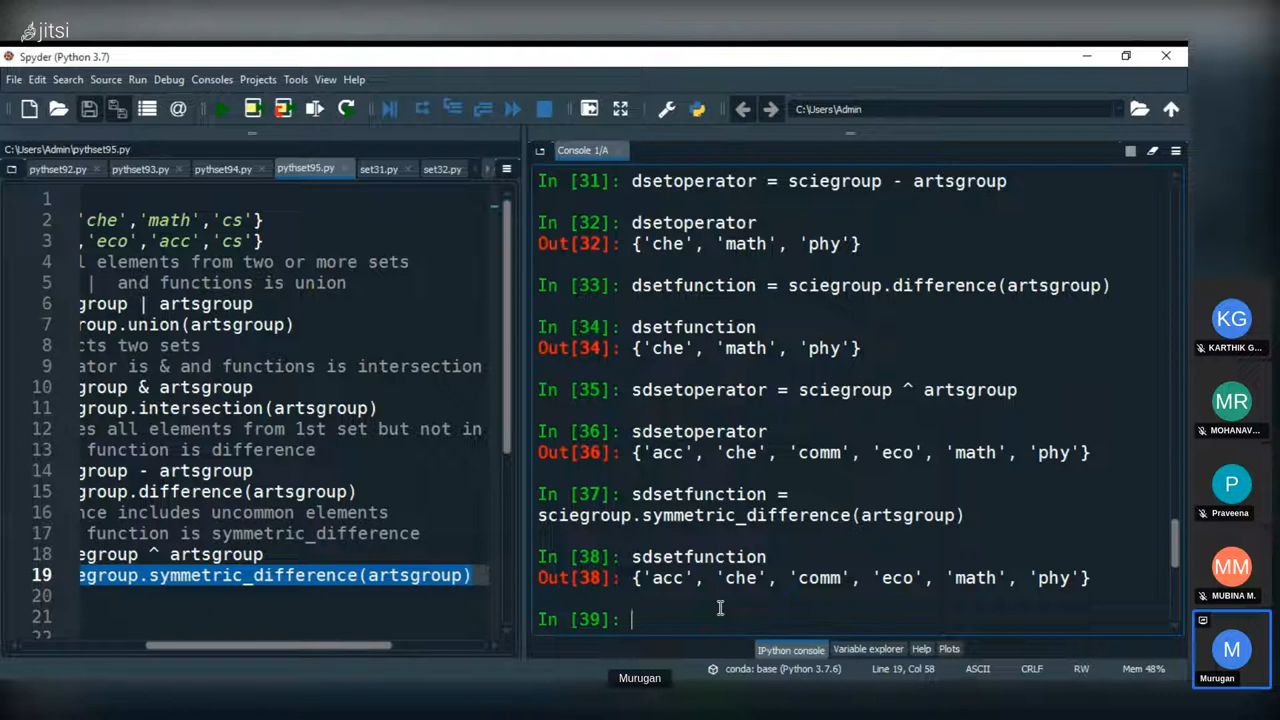 jitsi
Spyder (Python 3.7)
File Edit Search Source Run Debug Consoles Projects Tools View Help
C:\Users\Admin
C:\Users\Admin\pythset95.py
pythset92.py pythset93.py pythset94.py pythset95.py set31.py set32.py
1
2 'che','math','cs'}
3 ,'eco','acc','cs'}
4 l elements from two or more sets
5 | and functions is union
6 group | artsgroup
7 roup.union(artsgroup)
8 cts two sets
9 ator is & and functions is intersection
10 group & artsgroup
11 group.intersection(artsgroup)
12 es all elements from 1st set but not in
13 function is difference
14 group - artsgroup
15 group.difference(artsgroup)
16 nce includes uncommon elements
17 function is symmetric_difference
18 egroup ^ artsgroup
19 egroup.symmetric_difference(artsgroup)
20
21
22
Console 1/A
In [31]: dsetoperator = sciegroup - artsgroup
In [32]: dsetoperator
Out[32]: {'che', 'math', 'phy'}
In [33]: dsetfunction = sciegroup.difference(artsgroup)
In [34]: dsetfunction
Out[34]: {'che', 'math', 'phy'}
In [35]: sdsetoperator = sciegroup ^ artsgroup
In [36]: sdsetoperator
Out[36]: {'acc', 'che', 'comm', 'eco', 'math', 'phy'}
In [37]: sdsetfunction =
sciegroup.symmetric_difference(artsgroup)
In [38]: sdsetfunction
Out[38]: {'acc', 'che', 'comm', 'eco', 'math', 'phy'}
In [39]:
IPython console Variable explorer Help Plots
conda: base (Python 3.7.6) Line 19, Col 58 ASCII CRLF RW Mem 48%
Murugan
KG
KARTHIK G...
MR
MOHANAV...
P
Praveena
MM
MUBINA M.
M
Murugan